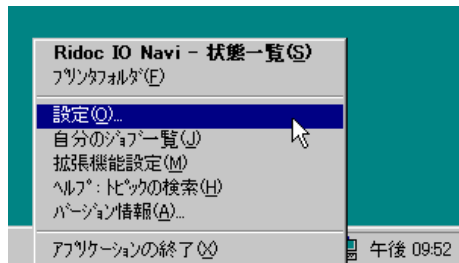 Ridoc IO Navi - 状態一覧(S)
プリンタフォルダ(F)
設定(O)...
自分のジョブ一覧(J)
拡張機能設定(M)
ヘルプ:トピックの検索(H)
バージョン情報(A)...
アプリケーションの終了(X)
午後 09:52